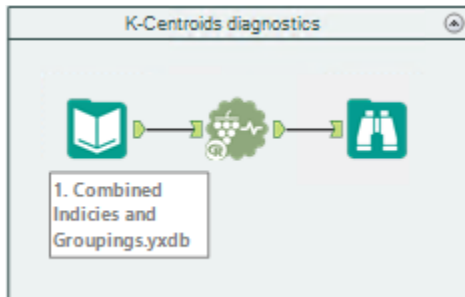 K-Centroids diagnostics
1. Combined
Indicies and
Groupings.yxdb